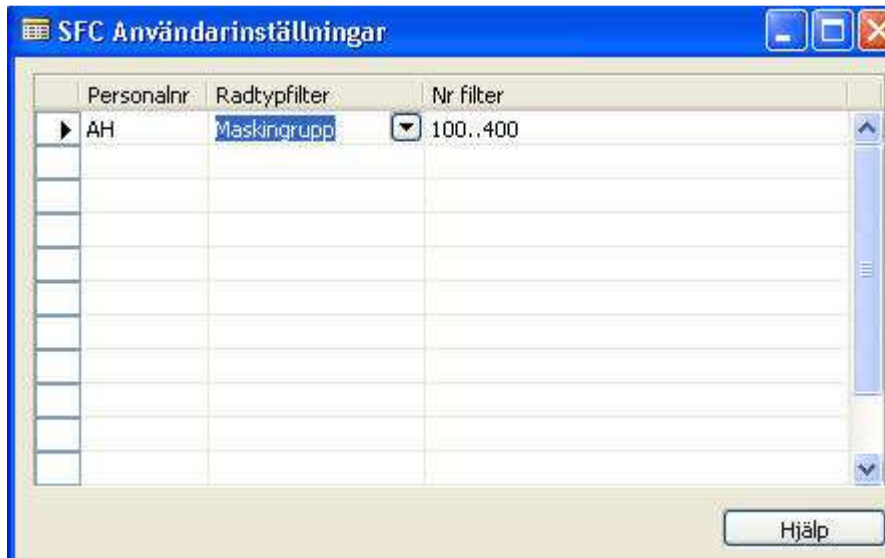 SFC Användarinställningar
Personalnr Radtypfilter Nr filter
AH Maskingrupp 100..400
Hjälp